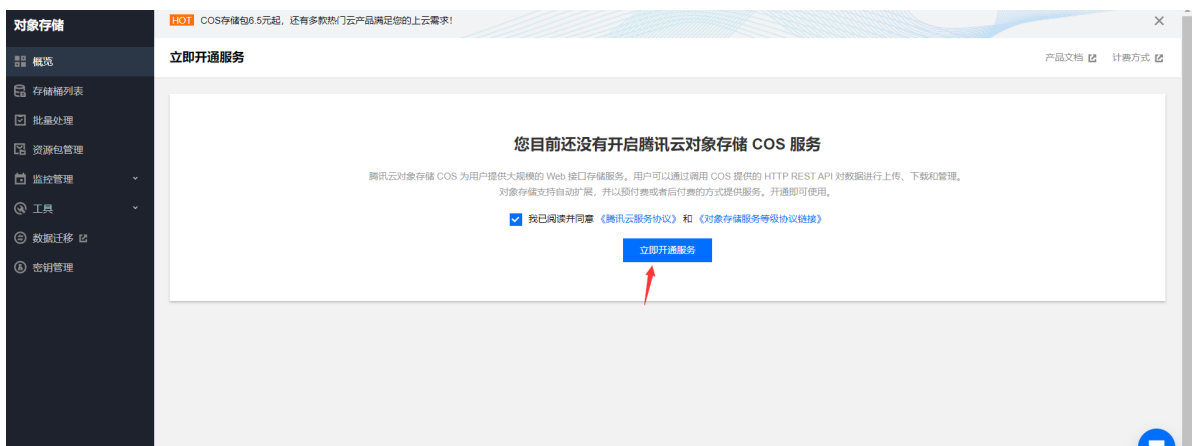 对象存储
概览
存储桶列表
批量处理
资源包管理
监控管理
工具
数据迁移
密钥管理
HOT COS存储包6.5元起，还有多款热门云产品满足您的上云需求！
立即开通服务
产品文档 计费方式
您目前还没有开启腾讯云对象存储 COS 服务
腾讯云对象存储 COS 为用户提供大规模的 Web 接口存储服务。用户可以通过调用 COS 提供的 HTTP REST API 对数据进行上传、下载和管理。
对象存储支持自动扩展，并以预付费或者后付费的方式提供服务。开通即可使用。
我已阅读并同意 《腾讯云服务协议》 和 《对象存储服务等级协议链接》
立即开通服务